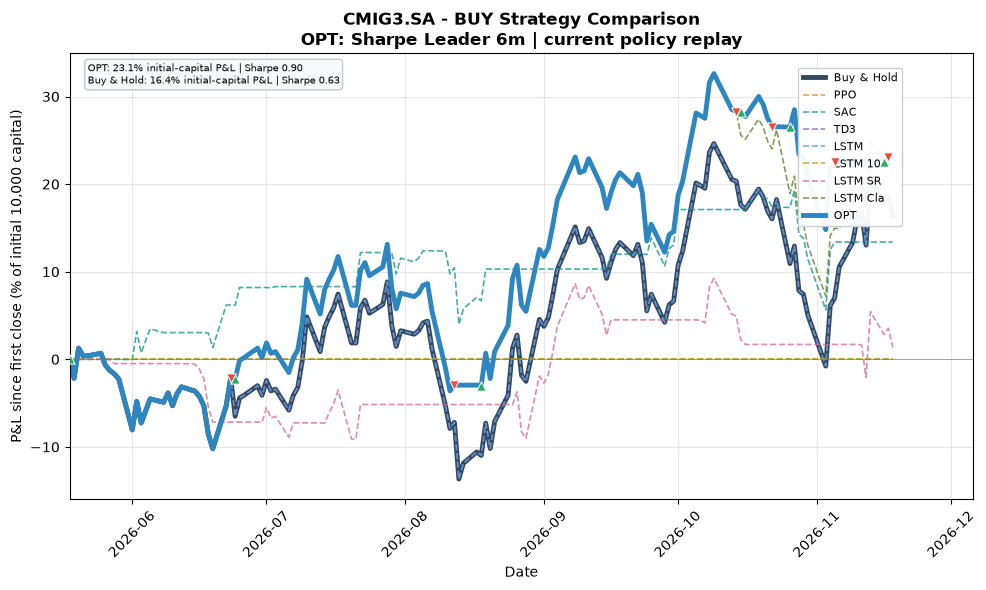 CMIG3.SA - BUY Strategy Comparison
OPT: Sharpe Leader 6m | current policy replay
OPT: 23.1% initial-capital P&L | Sharpe 0.90
Buy & Hold: 16.4% initial-capital P&L | Sharpe 0.63
Buy & Hold
PPO
SAC
TD3
LSTM
LSTM 10
LSTM SR
LSTM Cla
OPT
P&L since first close (% of initial 10,000 capital)
30
20
10
0
−10
2026-06
2026-07
2026-08
2026-09
2026-10
2026-11
2026-12
Date